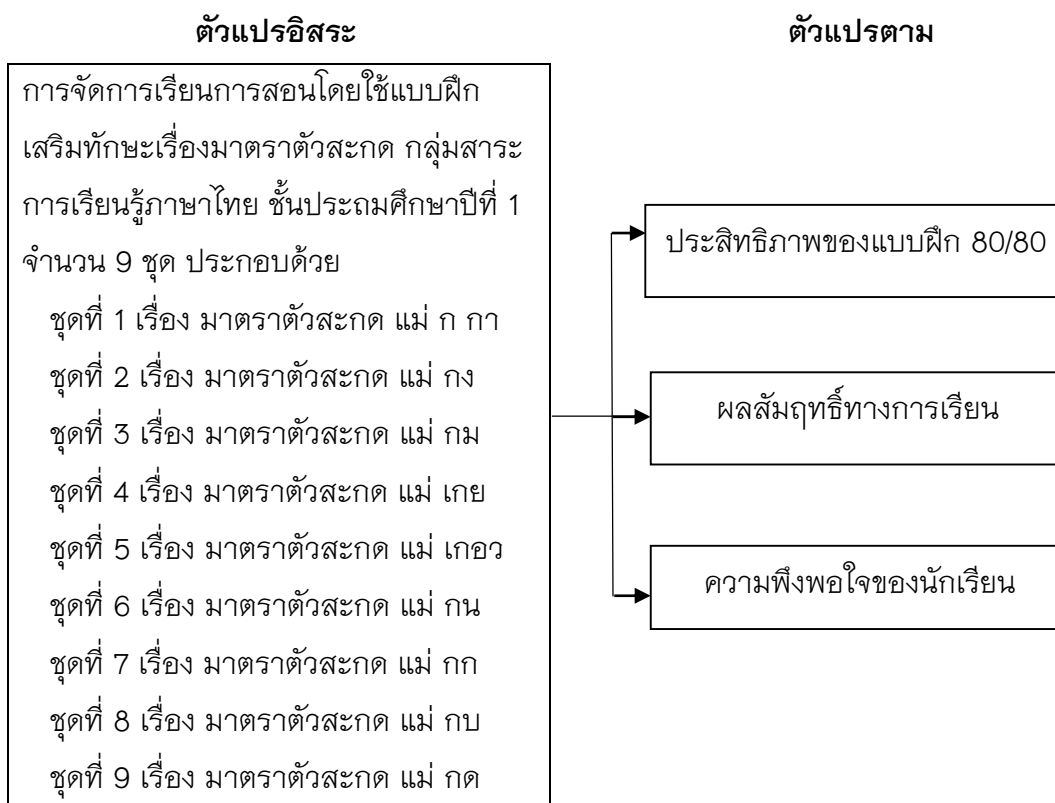 ตัวแปรอิสระ
ตัวแปรตาม
การจัดการเรียนการสอนโดยใช้แบบฝึก
เสริมทักษะเรื่องมาตราตัวสะกด กลุ่มสาระ
การเรียนรู้ภาษาไทย ชั้นประถมศึกษาปีที่ 1
จำนวน 9 ชุด ประกอบด้วย
ชุดที่ 1 เรื่อง มาตราตัวสะกด แม่ ก กา
ชุดที่ 2 เรื่อง มาตราตัวสะกด แม่ กง
ชุดที่ 3 เรื่อง มาตราตัวสะกด แม่ กม
ชุดที่ 4 เรื่อง มาตราตัวสะกด แม่ เกย
ชุดที่ 5 เรื่อง มาตราตัวสะกด แม่ เกอว
ชุดที่ 6 เรื่อง มาตราตัวสะกด แม่ กน
ชุดที่ 7 เรื่อง มาตราตัวสะกด แม่ กก
ชุดที่ 8 เรื่อง มาตราตัวสะกด แม่ กบ
ชุดที่ 9 เรื่อง มาตราตัวสะกด แม่ กด
ประสิทธิภาพของแบบฝึก 80/80
ผลสัมฤทธิ์ทางการเรียน
ความพึงพอใจของนักเรียน